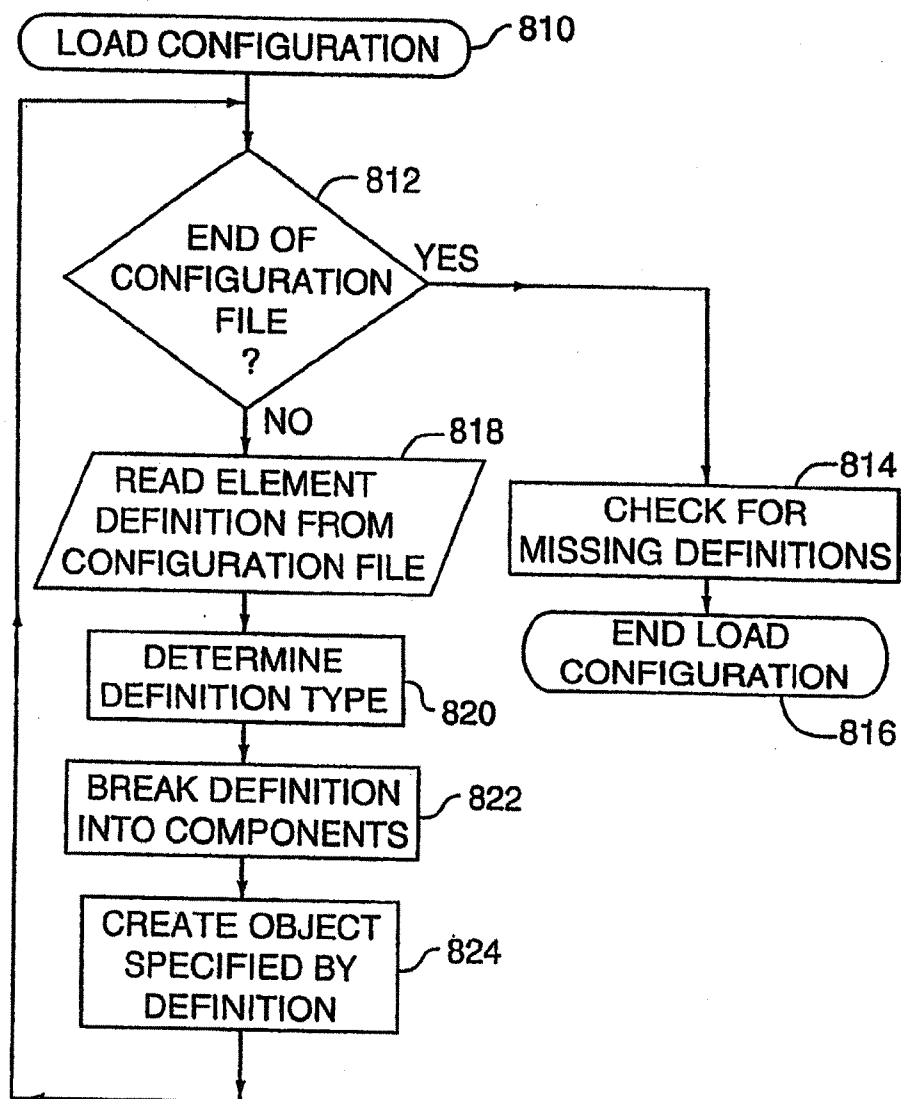 LOAD CONFIGURATION
810
812
END OF
CONFIGURATION
FILE
?
YES
NO
818
READ ELEMENT
DEFINITION FROM
CONFIGURATION FILE
814
CHECK FOR
MISSING DEFINITIONS
END LOAD
CONFIGURATION
816
DETERMINE
DEFINITION TYPE
820
BREAK DEFINITION
INTO COMPONENTS
822
CREATE OBJECT
SPECIFIED BY
DEFINITION
824